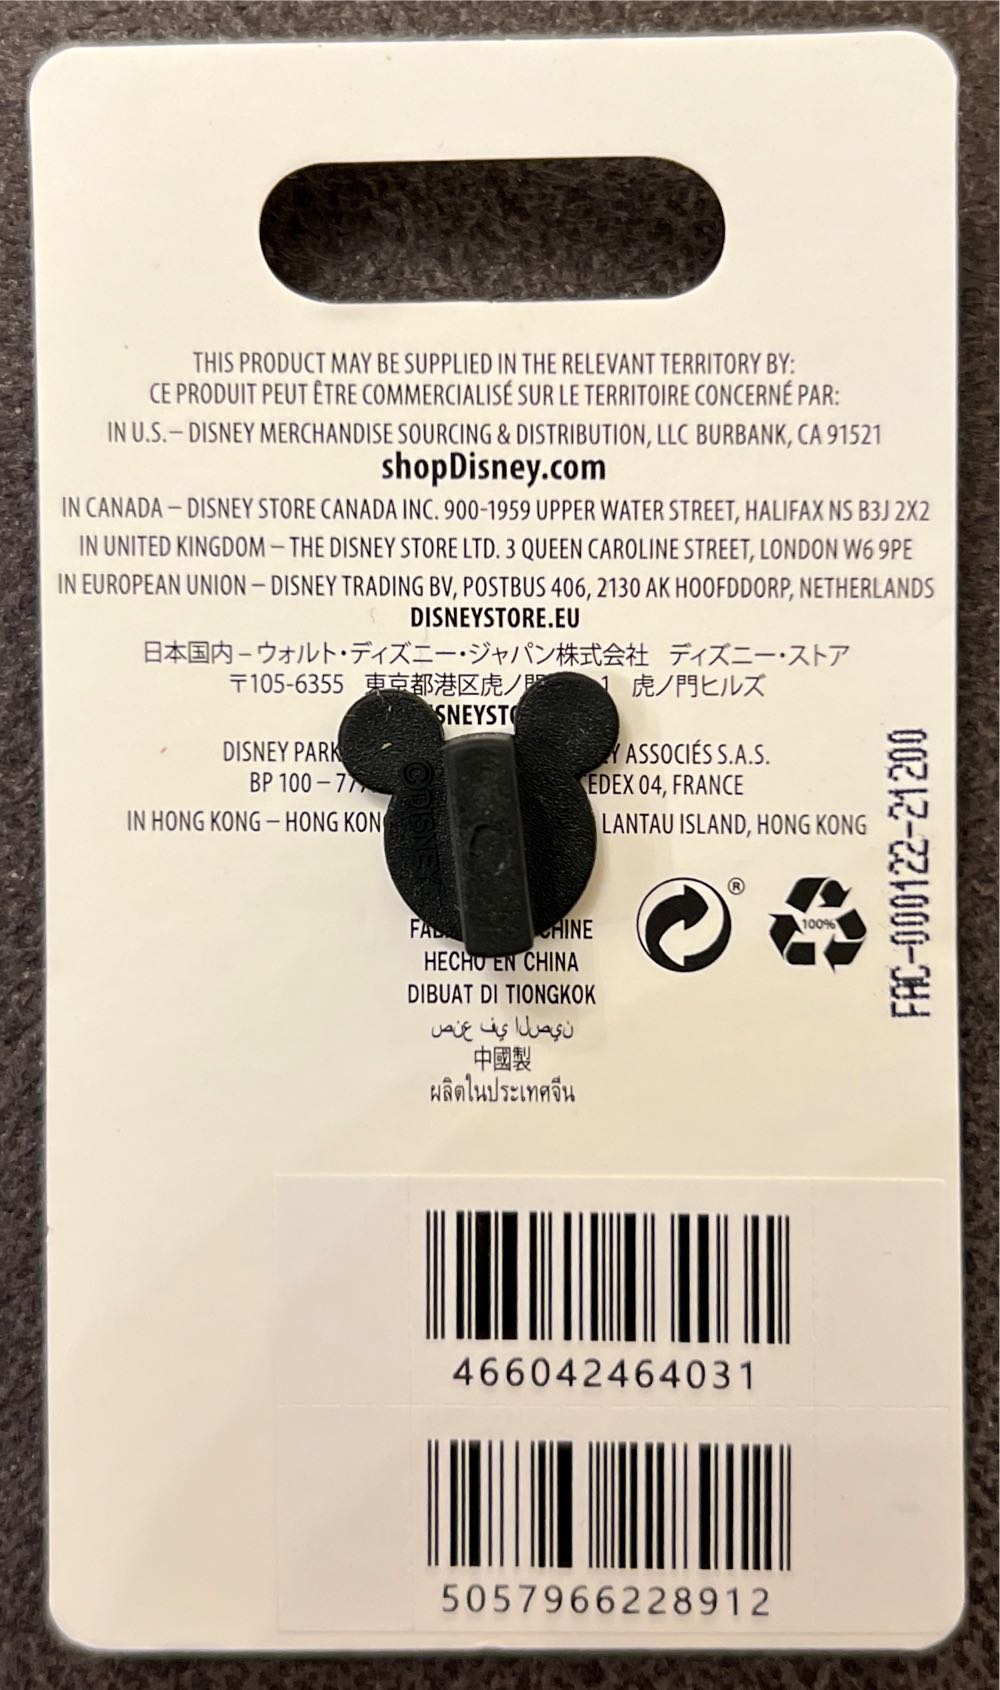 THIS PRODUCT MAY BE SUPPLIED IN THE RELEVANT TERRITORY BY:
CE PRODUIT PEUT ÊTRE COMMERCIALISÉ SUR LE TERRITOIRE CONCERNÉ PAR:
IN U.S. – DISNEY MERCHANDISE SOURCING & DISTRIBUTION, LLC BURBANK, CA 91521
shopDisney.com
IN CANADA – DISNEY STORE CANADA INC. 900-1959 UPPER WATER STREET, HALIFAX NS B3J 2X2
IN UNITED KINGDOM – THE DISNEY STORE LTD. 3 QUEEN CAROLINE STREET, LONDON W6 9PE
IN EUROPEAN UNION – DISNEY TRADING BV, POSTBUS 406, 2130 AK HOOFDDORP, NETHERLANDS
DISNEYSTORE.EU
日本国内 – ウォルト・ディズニー・ジャパン株式会社 ディズニー・ストア
〒105-6355 東京都港区虎ノ門 1 虎ノ門ヒルズ
DISNEY ASSOCIÉS S.A.S.
BP 100 – FRANCE
IN HONG KONG – HONG LANTAU ISLAND, HONG KONG
©DISNEY
HECHO EN CHINA
DIBUAT DI TIONGKOK
ن ي ص ل ا ي ف ع ن ص
中國製
ผลิตในประเทศจีน
®
100%
FAC-000122-21200
466042464031
5057966228912